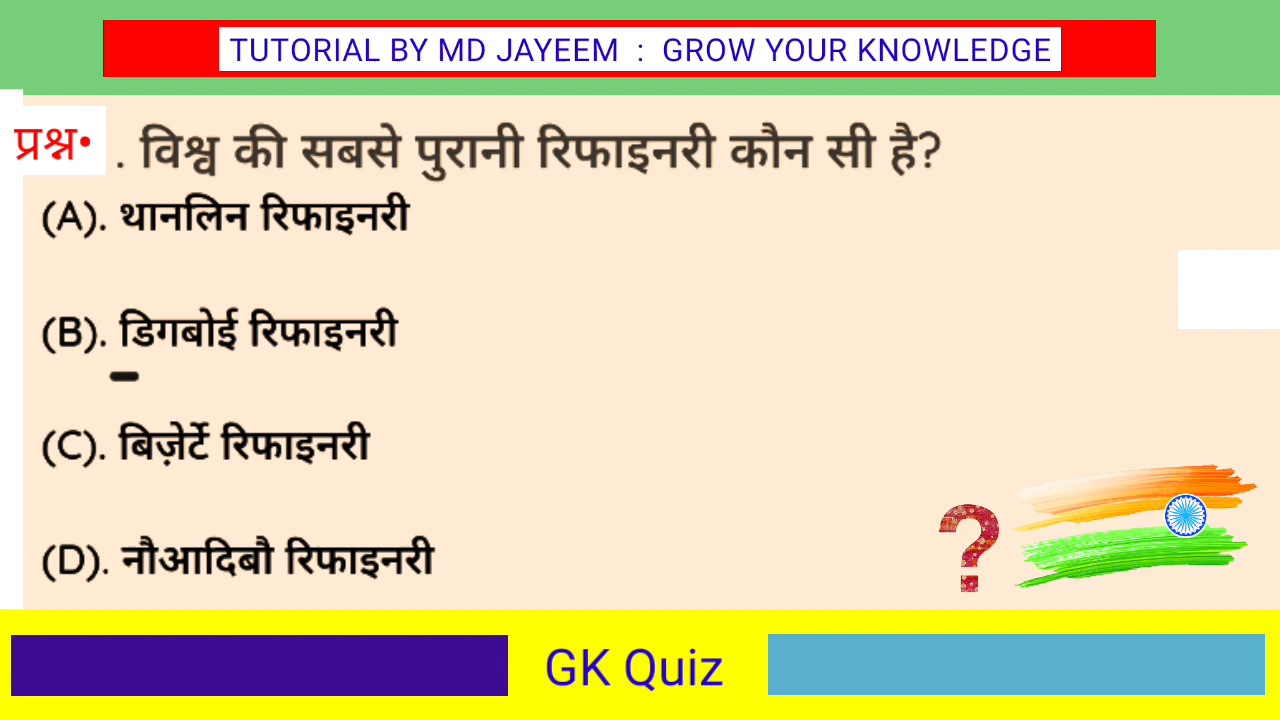 TUTORIAL BY MD JAYEEM : GROW YOUR KNOWLEDGE
प्रश्न• . विश्व की सबसे पुरानी रिफाइनरी कौन सी है?
(A). थानलिन रिफाइनरी
(B). डिगबोई रिफाइनरी
(C). बिज़ेर्टे रिफाइनरी
(D). नौआदिबौ रिफाइनरी
?
GK Quiz